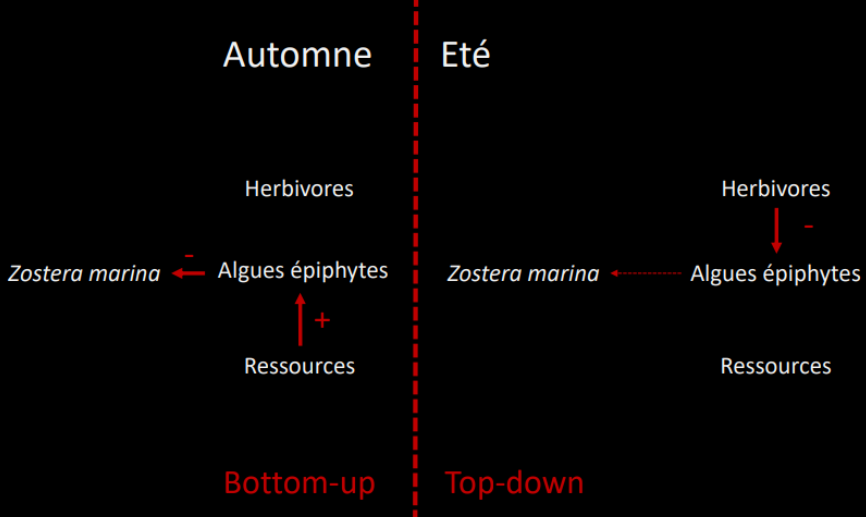 Automne
Eté
Herbivores
Herbivores
-
-
Zostera marina
Algues épiphytes
Zostera marina
Algues épiphytes
+
Ressources
Ressources
Bottom-up
Top-down